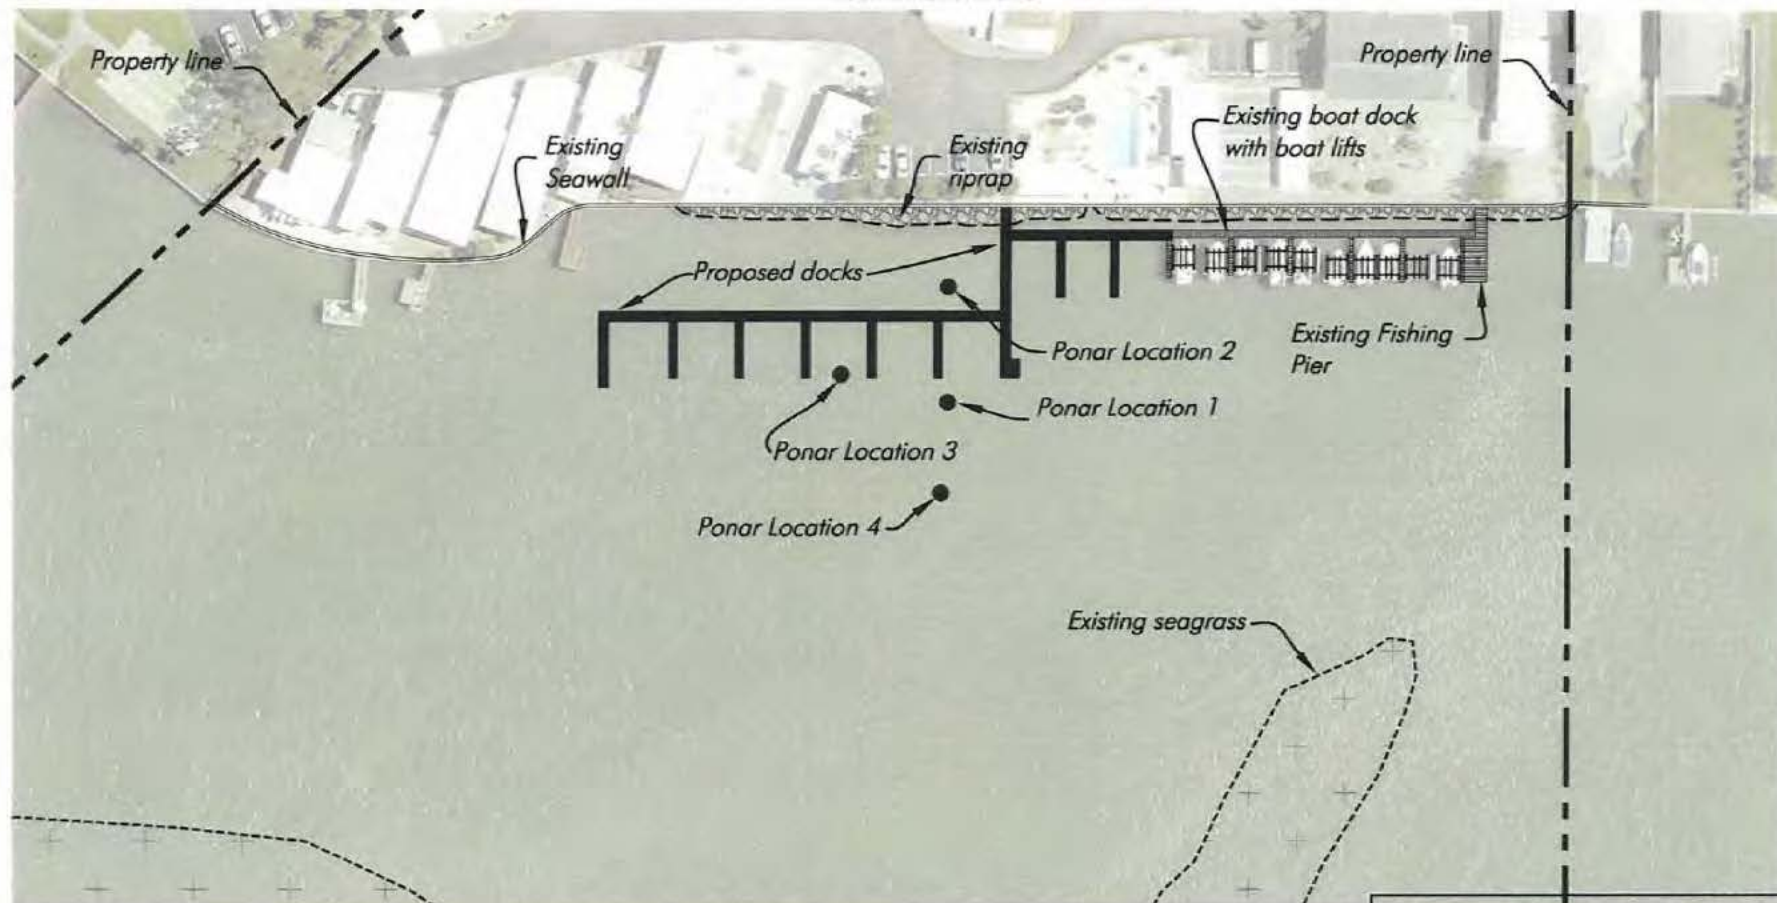 Property line
Property line
Existing boat dock
with boat lifts
Existing
Seawall
Existing
riprap
Proposed docks
Existing Fishing
Pier
Ponar Location 2
Ponar Location 1
Ponar Location 3
Ponar Location 4
Existing seagrass